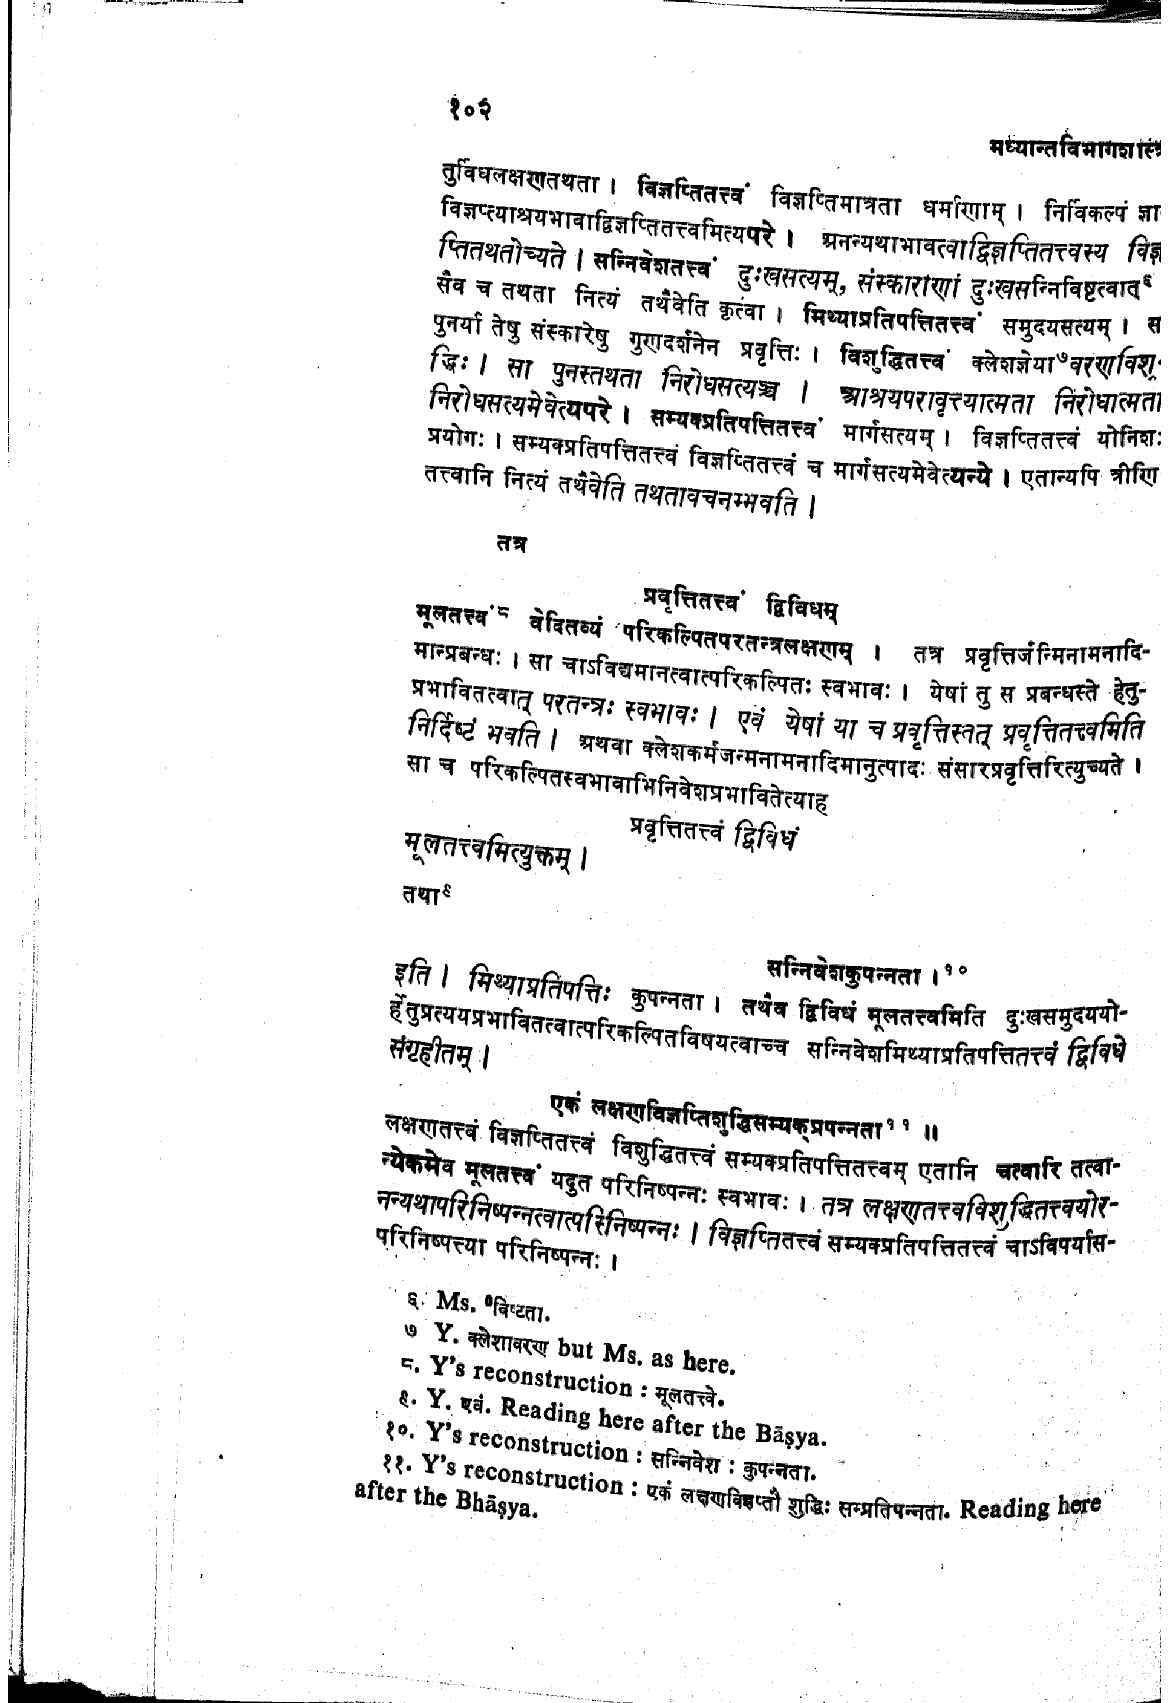 १०२
मध्यान्तविभागशास्त्र
तुर्विधलक्षणतथता । विज्ञप्तितत्त्वं विज्ञप्तिमात्रता धर्माणाम् । निर्विकल्पं ज्ञा
विज्ञप्त्याश्रयभावाद्विज्ञप्तितत्त्वमित्यपरे । अनन्यथाभावत्वाद्विज्ञप्तितत्त्वस्य विज्ञ
प्तितथतोच्यते । सन्निवेशतत्त्वं दुःखसत्यम्, संस्काराणां दुःखसन्निविष्टत्वात्६
सैव च तथता नित्यं तथैवेति कृत्वा । मिथ्याप्रतिपत्तितत्त्वं समुदयसत्यम् । स
पुनर्या तेषु संस्कारेषु गुणदर्शनेन प्रवृत्तिः । विशुद्धितत्त्वं क्लेशज्ञेया७वरणविशु-
द्धिः । सा पुनस्तथता निरोधसत्यञ्च । आश्रयपरावृत्त्यात्मता निरोधात्मता
निरोधसत्यमेवेत्यपरे । सम्यक्प्रतिपत्तितत्त्वं मार्गसत्यम् । विज्ञप्तितत्त्वं योनिशः
प्रयोगः । सम्यक्प्रतिपत्तितत्त्वं विज्ञप्तितत्त्वं च मार्गसत्यमेवेत्यन्ये । एतान्यपि त्रीणि
तत्त्वानि नित्यं तथैवेति तथतावचनम्भवति ।
तत्र
प्रवृत्तितत्त्वं द्विविधम्
मूलतत्त्वं८ वेदितव्यं परिकल्पितपरतन्त्रलक्षणम् । तत्र प्रवृत्तिर्जन्मिनामनादि-
मान्प्रबन्धः । सा चाऽविद्यमानत्वात्परिकल्पितः स्वभावः । येषां तु स प्रबन्धस्ते हेतु-
प्रभावितत्वात् परतन्त्रः स्वभावः । एवं येषां या च प्रवृत्तिस्तत् प्रवृत्तितत्त्वमिति
निर्दिष्टं भवति । अथवा क्लेशकर्मजन्मनामनादिमानुत्पादः संसारप्रवृत्तिरित्युच्यते ।
सा च परिकल्पितस्वभावाभिनिवेशप्रभावितेत्याह
प्रवृत्तितत्त्वं द्विविधं
मूलतत्त्वमित्युक्तम् ।
तथा९
सन्निवेशकुपन्नता ।१०
इति । मिथ्याप्रतिपत्तिः कुपन्नता । तथैव द्विविधं मूलतत्त्वमिति दुःखसमुदययो-
र्हेतुप्रत्ययप्रभावितत्वात्परिकल्पितविषयत्वाच्च सन्निवेशमिथ्याप्रतिपत्तितत्त्वं द्विविधे
संगृहीतम् ।
एकं लक्षणविज्ञप्तिशुद्धिसम्यक्प्रपन्नता११ ॥
लक्षणतत्त्वं विज्ञप्तितत्त्वं विशुद्धितत्त्वं सम्यक्प्रतिपत्तितत्त्वम् एतानि चत्वारि तत्वा-
न्येकमेव मूलतत्त्वं यदुत परिनिष्पन्नः स्वभावः । तत्र लक्षणतत्त्वविशुद्धितत्त्वयोर-
नन्यथापरिनिष्पन्नत्वात्परिनिष्पन्नः । विज्ञप्तितत्त्वं सम्यक्प्रतिपत्तितत्त्वं चाऽविपर्यास-
परिनिष्पत्त्या परिनिष्पन्नः ।
६. Ms. °विष्टता.
७ Y. क्लेशावरण but Ms. as here.
८. Y's reconstruction : मूलतत्त्वे.
९. Y. एवं. Reading here after the Bāṣya.
१०. Y's reconstruction : सन्निवेश : कुपन्नता.
११. Y's reconstruction : एकं लक्षणविज्ञप्तौ शुद्धिः सम्प्रतिपन्नता. Reading here
after the Bhāṣya.